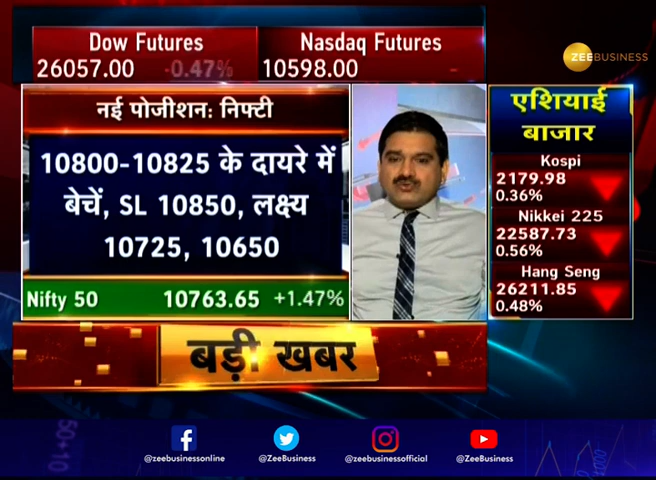 Dow Futures
26057.00 -0.47%
Nasdaq Futures
10598.00 -
ZEEBUSINESS
नई पोजीशन: निफ्टी
10800-10825 के दायरे में
बेचें, SL 10850, लक्ष्य
10725, 10650
Nifty 50 10763.65 +1.47%
एशियाई
बाजार
Kospi
2179.98
0.36%
Nikkei 225
22587.73
0.56%
Hang Seng
26211.85
0.48%
बड़ी खबर
50+10
@zeebusinessonline
@ZeeBusiness
@zeebusinessofficial
@ZeeBusiness